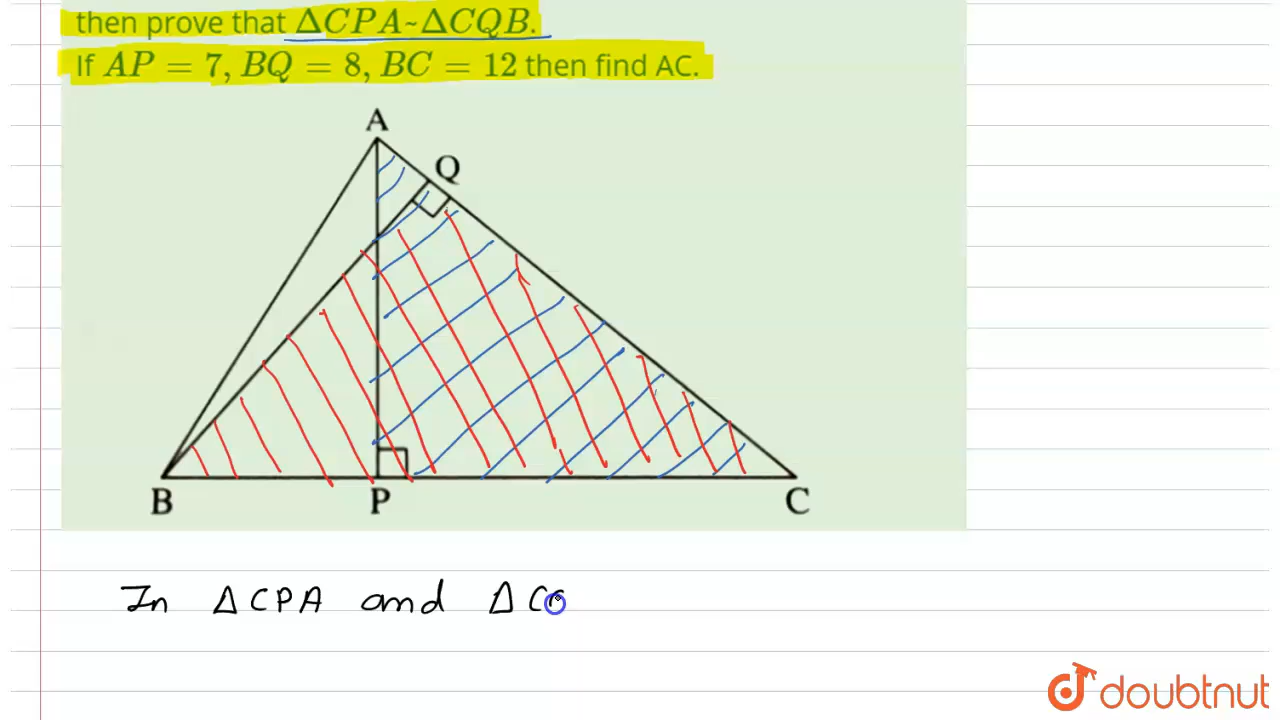 then prove that ΔCPA~ΔCQB.
If AP = 7, BQ = 8, BC = 12 then find AC.
A
Q
B
P
C
In ΔCPA and ΔC
doubtnut